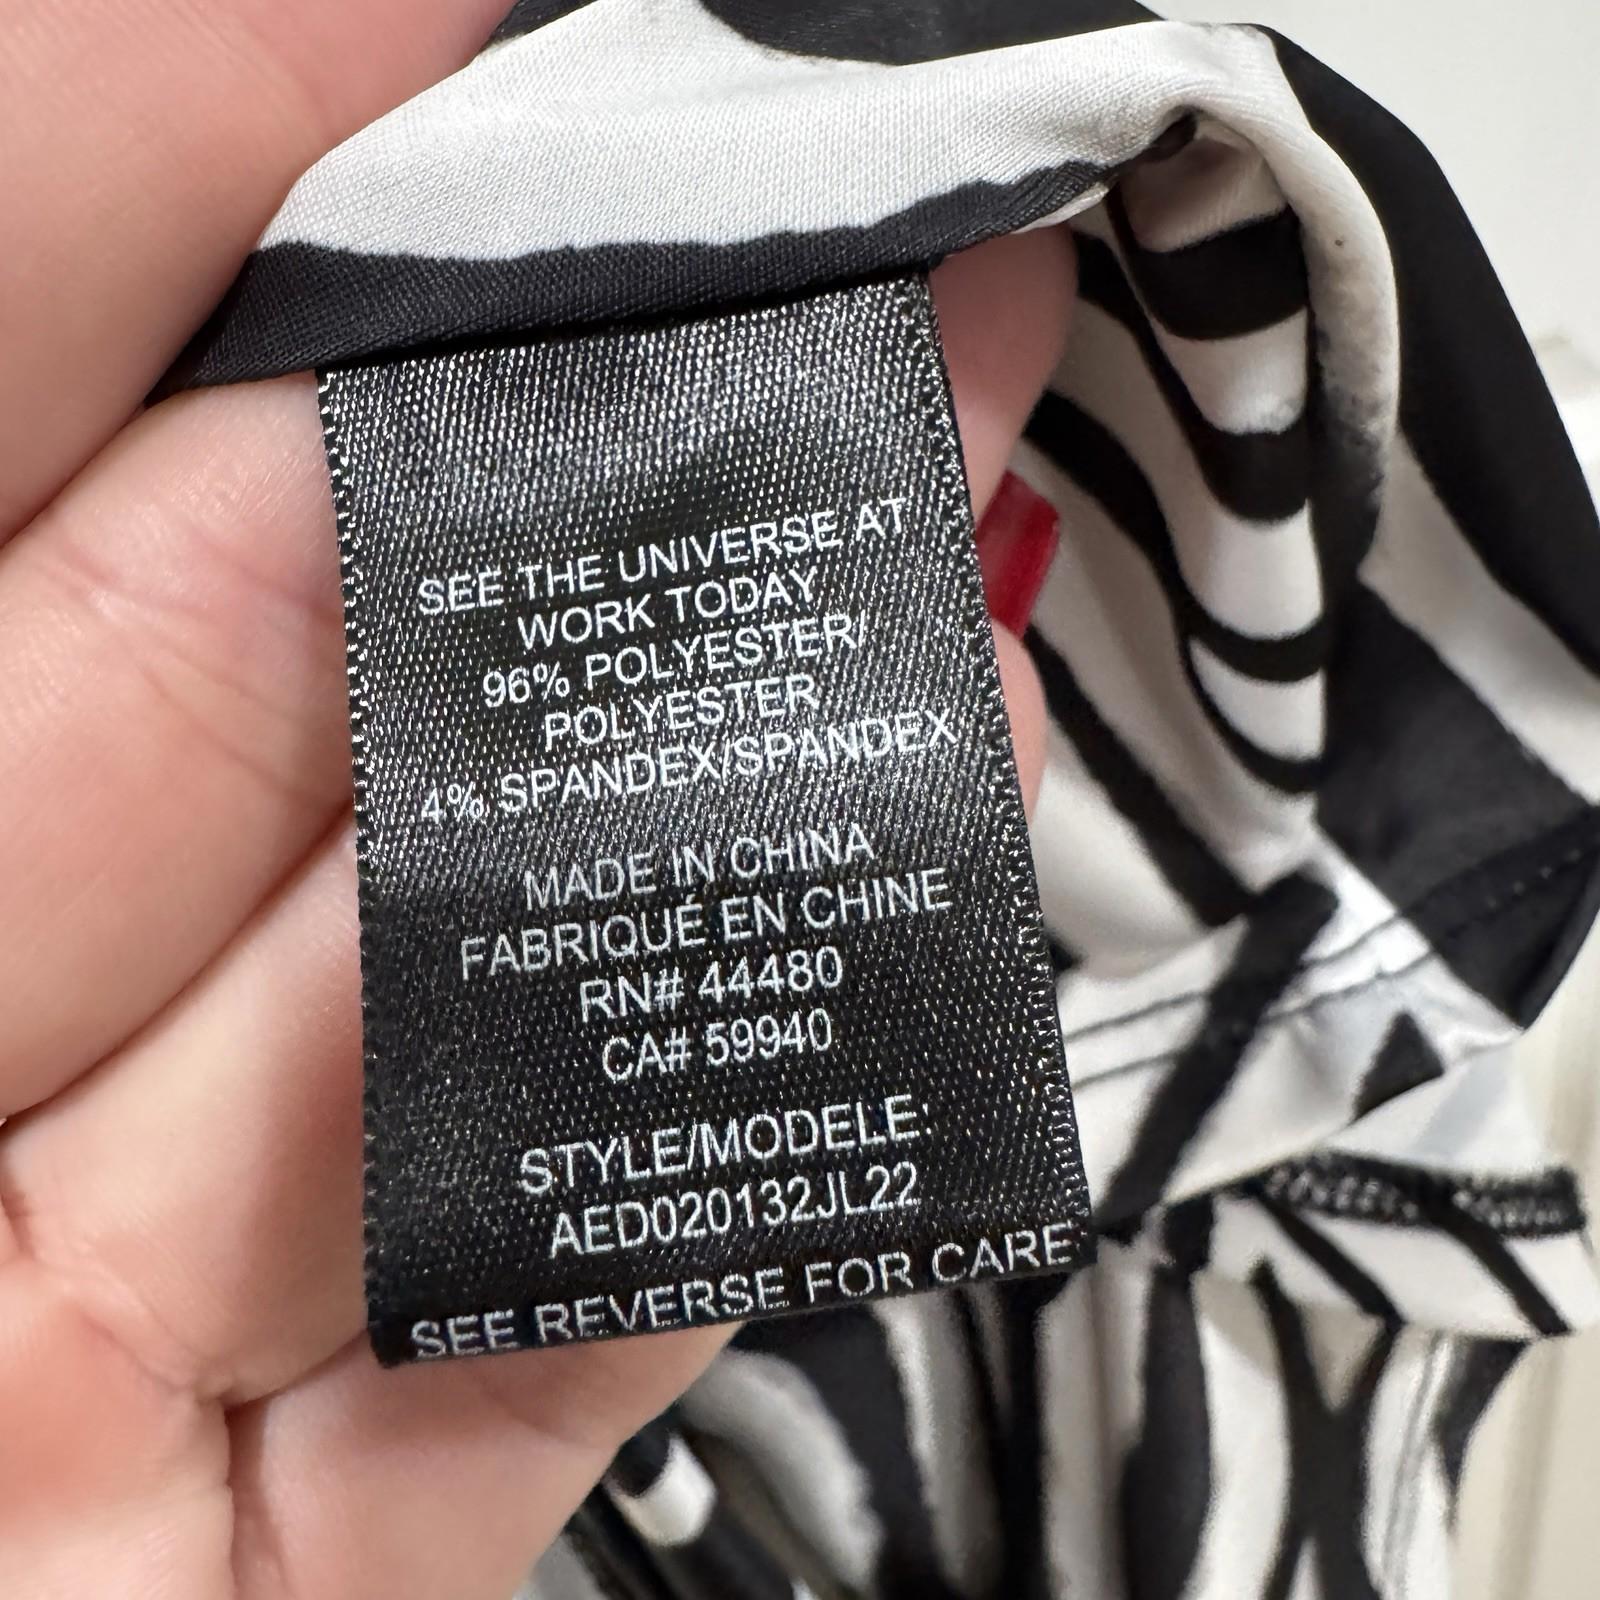 SEE THE UNIVERSE AT
WORK TODAY
96% POLYESTER/
POLYESTER
4% SPANDEX/SPANDEX
MADE IN CHINA
FABRIQUÉ EN CHINE
RN# 44480
CA# 59940
STYLE/MODELE:
AED020132JL22
SEE REVERSE FOR CARE